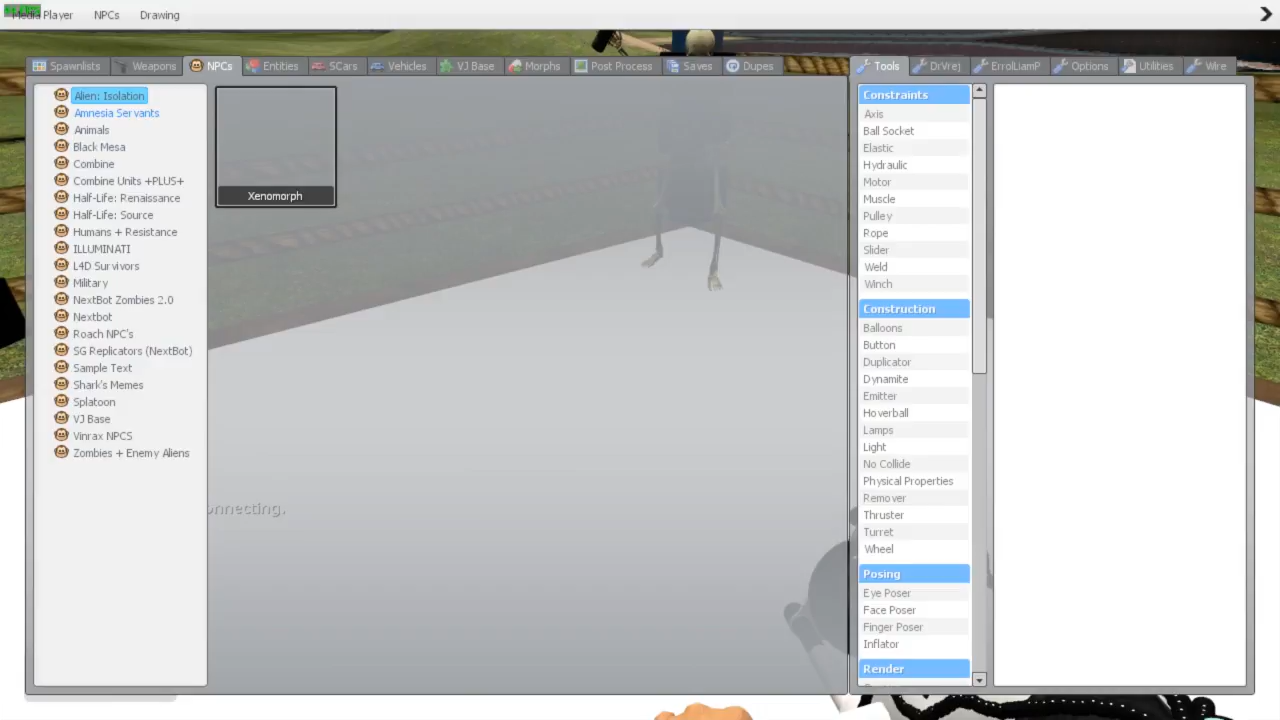 Media Player NPCs Drawing
Spawnlists Weapons NPCs Entities SCars Vehicles VJ Base Morphs Post Process Saves Dupes
Tools DrVrej ErrolLiamP Options Utilities Wire
Alien: Isolation
Amnesia Servants
Animals
Black Mesa
Combine
Combine Units +PLUS+
Half-Life: Renaissance
Half-Life: Source
Humans + Resistance
ILLUMINATI
L4D Survivors
Military
NextBot Zombies 2.0
Nextbot
Roach NPC's
SG Replicators (NextBot)
Sample Text
Shark's Memes
Splatoon
VJ Base
Vinrax NPCS
Zombies + Enemy Aliens
Xenomorph
onnecting.
Constraints
Axis
Ball Socket
Elastic
Hydraulic
Motor
Muscle
Pulley
Rope
Slider
Weld
Winch
Construction
Balloons
Button
Duplicator
Dynamite
Emitter
Hoverball
Lamps
Light
No Collide
Physical Properties
Remover
Thruster
Turret
Wheel
Posing
Eye Poser
Face Poser
Finger Poser
Inflator
Render